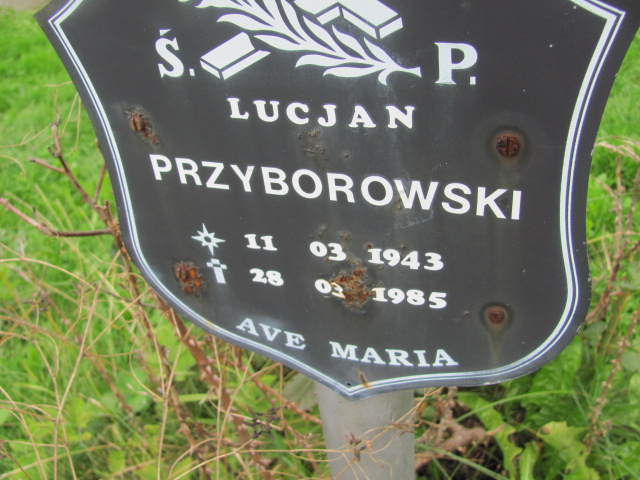 Ś. P.
LUCJAN
PRZYBOROWSKI
11 03 1943
28 1985
AVE MARIA